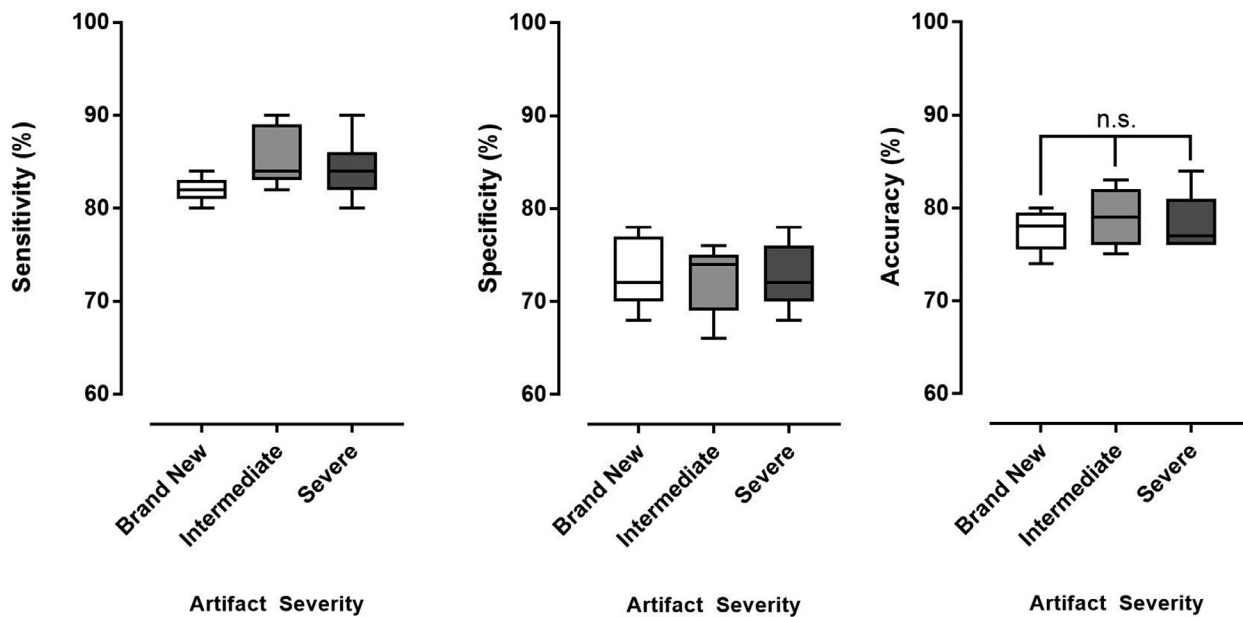 Sensitivity (%)
100
90
80
70
60
Brand New
Intermediate
Severe
Artifact Severity
Specificity (%)
100
90
80
70
60
Brand New
Intermediate
Severe
Artifact Severity
Accuracy (%)
100
90
80
70
60
n.s.
Brand New
Intermediate
Severe
Artifact Severity